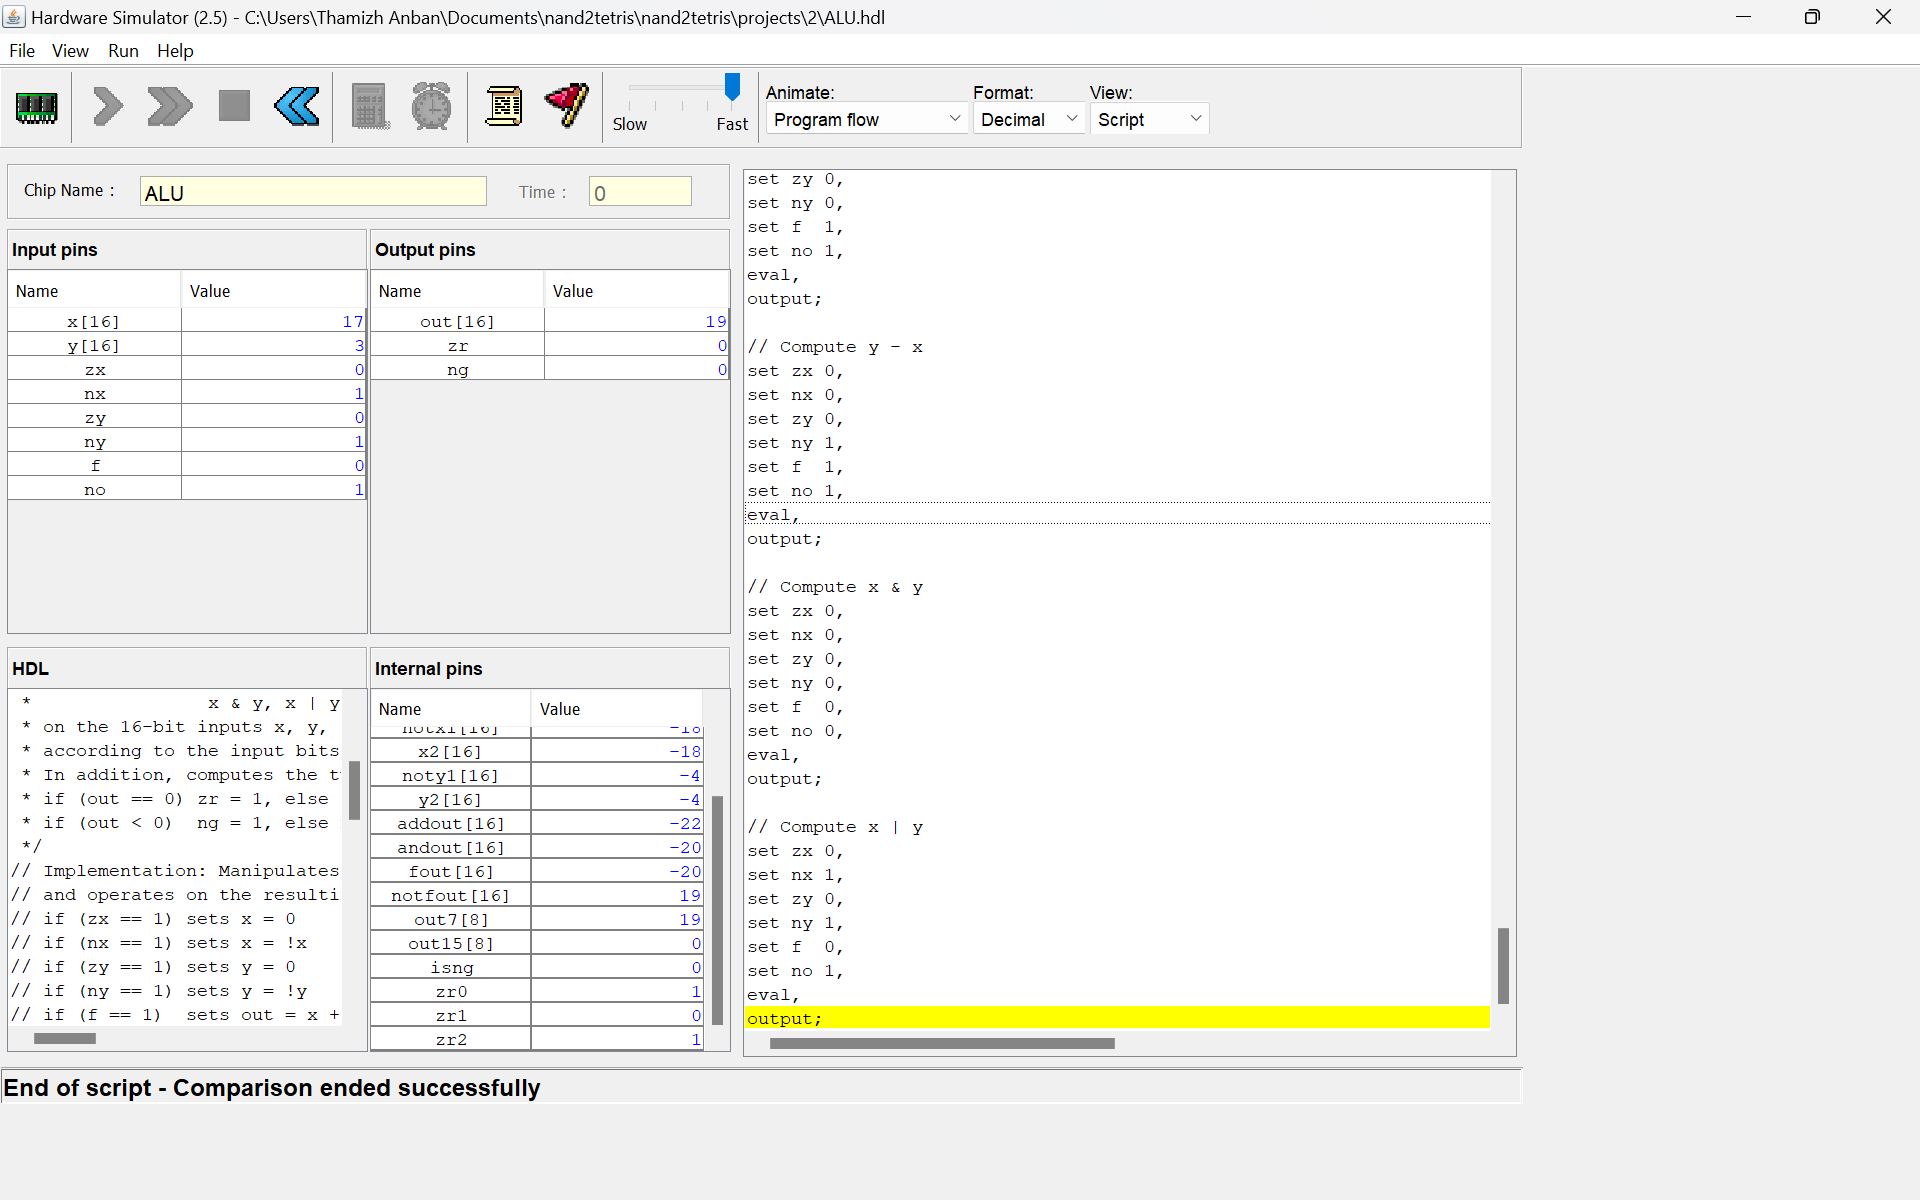 Hardware Simulator (2.5) - C:\Users\Thamizh Anban\Documents\nand2tetris\nand2tetris\projects\2\ALU.hdl
File View Run Help
Slow Fast
Animate:
Program flow
Format:
Decimal
View:
Script
Chip Name : ALU Time : 0
Input pins
Name Value
x[16] 17
y[16] 3
zx 0
nx 1
zy 0
ny 1
f 0
no 1
Output pins
Name Value
out[16] 19
zr 0
ng 0
HDL
* x & y, x | y
* on the 16-bit inputs x, y,
* according to the input bits
* In addition, computes the t
* if (out == 0) zr = 1, else
* if (out < 0) ng = 1, else
*/
// Implementation: Manipulates
// and operates on the resulti
// if (zx == 1) sets x = 0
// if (nx == 1) sets x = !x
// if (zy == 1) sets y = 0
// if (ny == 1) sets y = !y
// if (f == 1) sets out = x +
Internal pins
Name Value
notx1[16] -18
x2[16] -18
noty1[16] -4
y2[16] -4
addout[16] -22
andout[16] -20
fout[16] -20
notfout[16] 19
out7[8] 19
out15[8] 0
isng 0
zr0 1
zr1 0
zr2 1
set zy 0,
set ny 0,
set f 1,
set no 1,
eval,
output;
// Compute y - x
set zx 0,
set nx 0,
set zy 0,
set ny 1,
set f 1,
set no 1,
eval,
output;
// Compute x & y
set zx 0,
set nx 0,
set zy 0,
set ny 0,
set f 0,
set no 0,
eval,
output;
// Compute x | y
set zx 0,
set nx 1,
set zy 0,
set ny 1,
set f 0,
set no 1,
eval,
output;
End of script - Comparison ended successfully